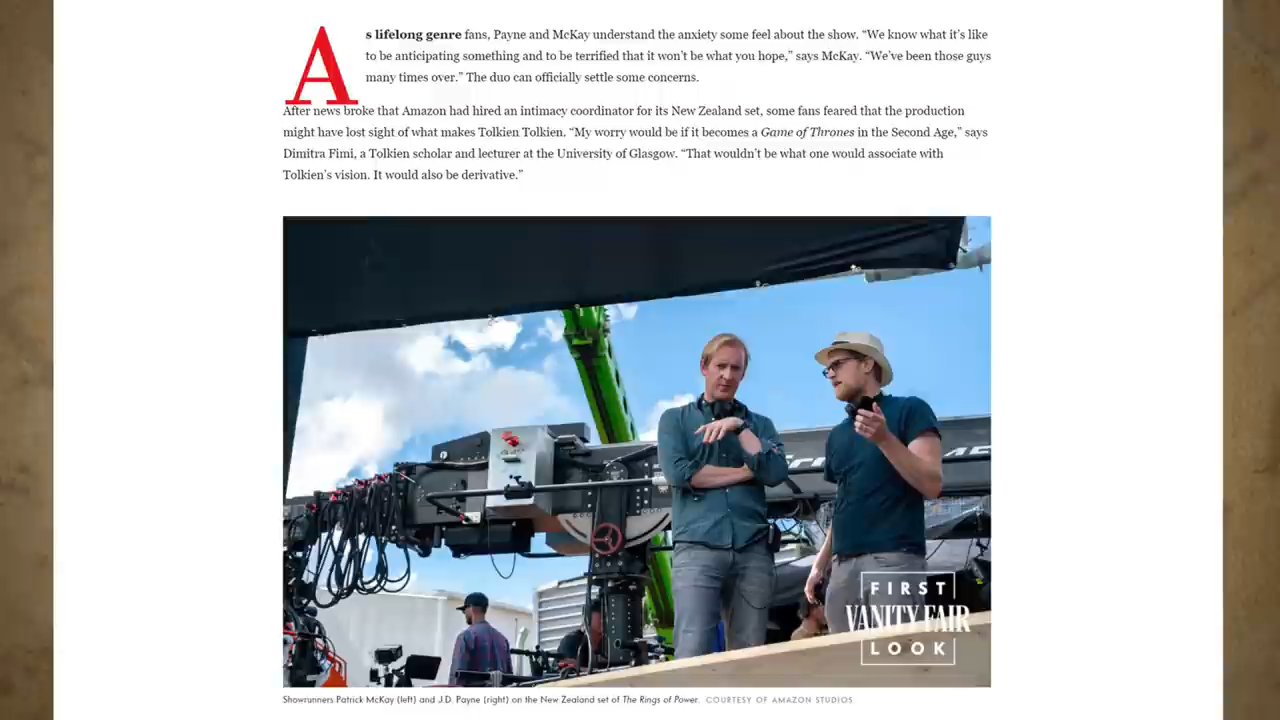 As lifelong genre fans, Payne and McKay understand the anxiety some feel about the show. “We know what it’s like
to be anticipating something and to be terrified that it won’t be what you hope,” says McKay. “We’ve been those guys
many times over.” The duo can officially settle some concerns.
After news broke that Amazon had hired an intimacy coordinator for its New Zealand set, some fans feared that the production
might have lost sight of what makes Tolkien Tolkien. “My worry would be if it becomes a Game of Thrones in the Second Age,” says
Dimitra Fimi, a Tolkien scholar and lecturer at the University of Glasgow. “That wouldn’t be what one would associate with
Tolkien’s vision. It would also be derivative.”
FIRST
VANITY FAIR
LOOK
Showrunners Patrick McKay (left) and J.D. Payne (right) on the New Zealand set of The Rings of Power. COURTESY OF AMAZON STUDIOS.